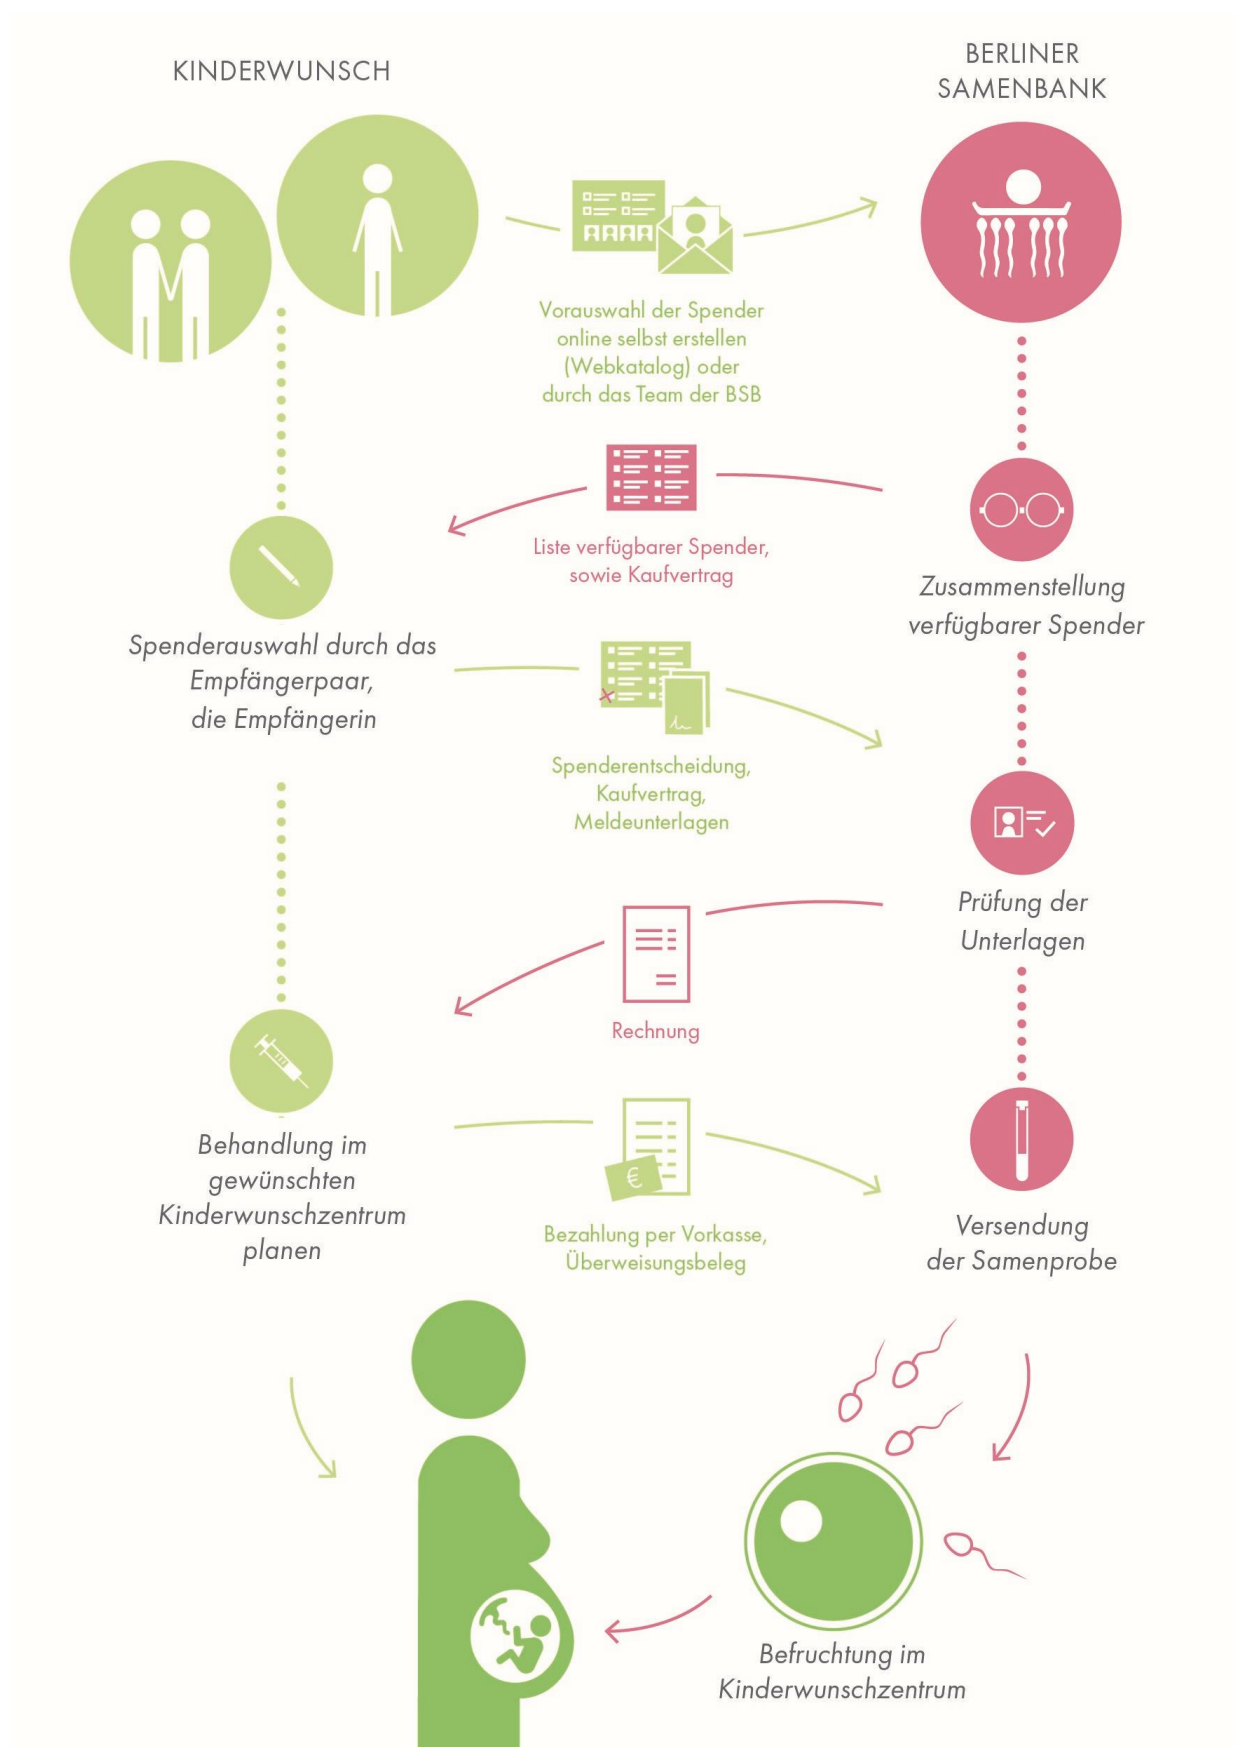 KINDERWUNSCH
BERLINER
SAMENBANK
Vorauswahl der Spender
online selbst erstellen
(Webkatalog) oder
durch das Team der BSB
Liste verfügbarer Spender,
sowie Kaufvertrag
Zusammenstellung
verfügbarer Spender
Spenderauswahl durch das
Empfängerpaar,
die Empfängerin
Spenderentscheidung,
Kaufvertrag,
Meldeunterlagen
Prüfung der
Unterlagen
Rechnung
Behandlung im
gewünschten
Kinderwunschzentrum
planen
€
Bezahlung per Vorkasse,
Überweisungsbeleg
Versendung
der Samenprobe
Befruchtung im
Kinderwunschzentrum